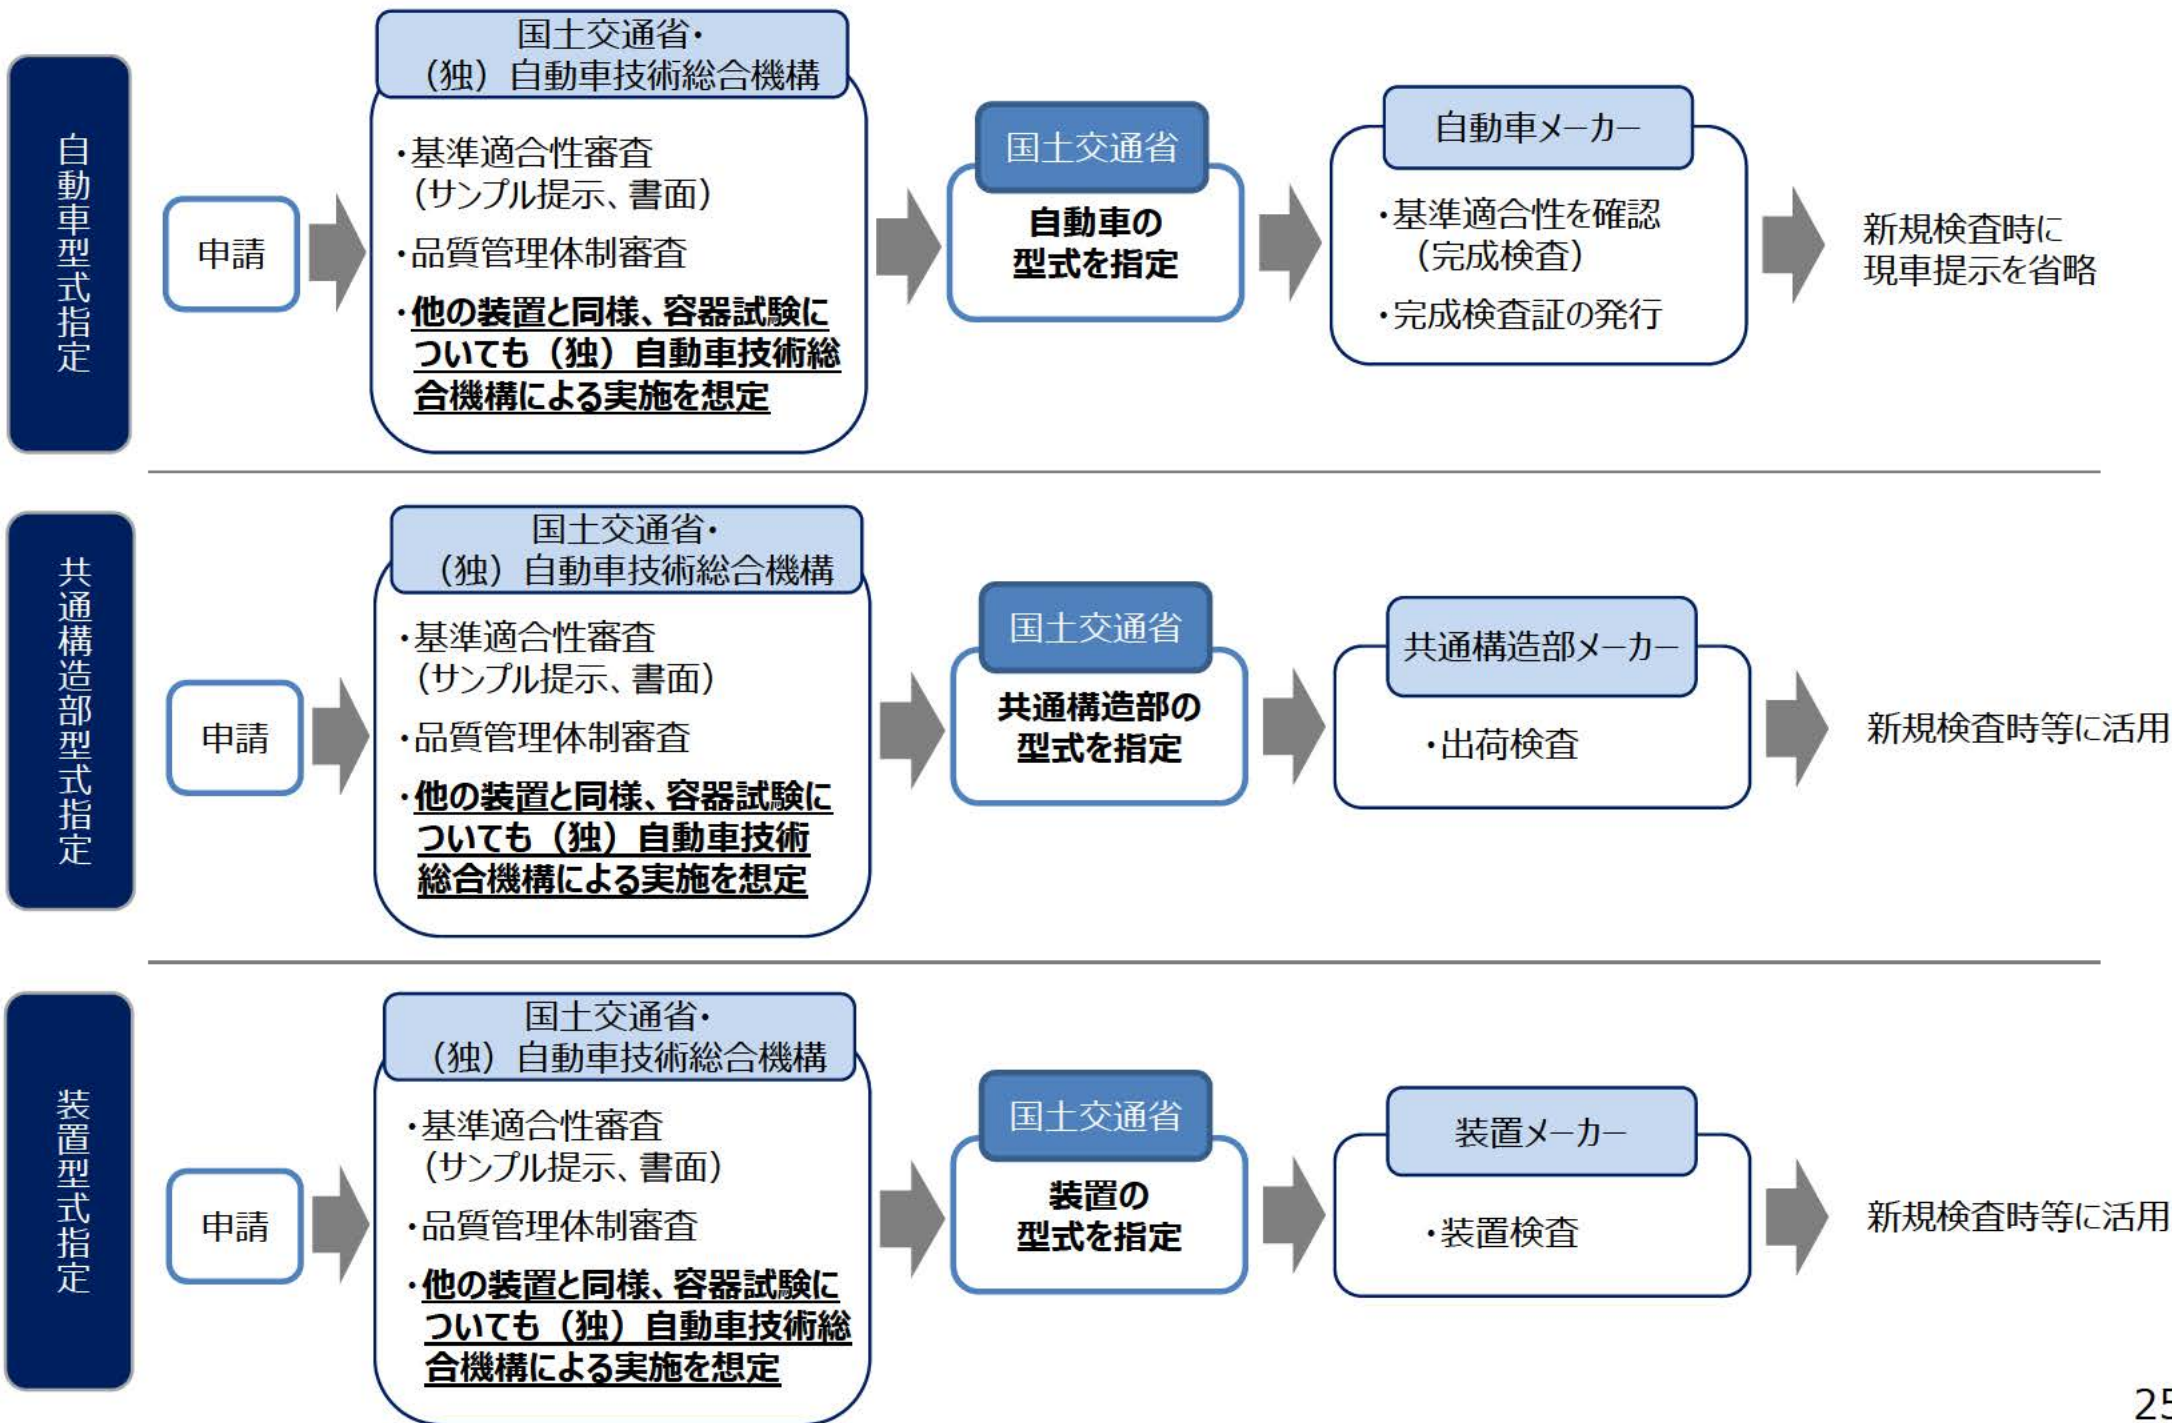 自動車型式指定
申請
国土交通省・
（独）自動車技術総合機構
・基準適合性審査
（サンプル提示、書面）
・品質管理体制審査
・他の装置と同様、容器試験に
ついても（独）自動車技術総
合機構による実施を想定
国土交通省
自動車の
型式を指定
自動車メーカー
・基準適合性を確認
（完成検査）
・完成検査証の発行
新規検査時に
現車提示を省略
共通構造部型式指定
申請
国土交通省・
（独）自動車技術総合機構
・基準適合性審査
（サンプル提示、書面）
・品質管理体制審査
・他の装置と同様、容器試験に
ついても（独）自動車技術
総合機構による実施を想定
国土交通省
共通構造部の
型式を指定
共通構造部メーカー
・出荷検査
新規検査時等に活用
装置型式指定
申請
国土交通省・
（独）自動車技術総合機構
・基準適合性審査
（サンプル提示、書面）
・品質管理体制審査
・他の装置と同様、容器試験に
ついても（独）自動車技術総
合機構による実施を想定
国土交通省
装置の
型式を指定
装置メーカー
・装置検査
新規検査時等に活用
25